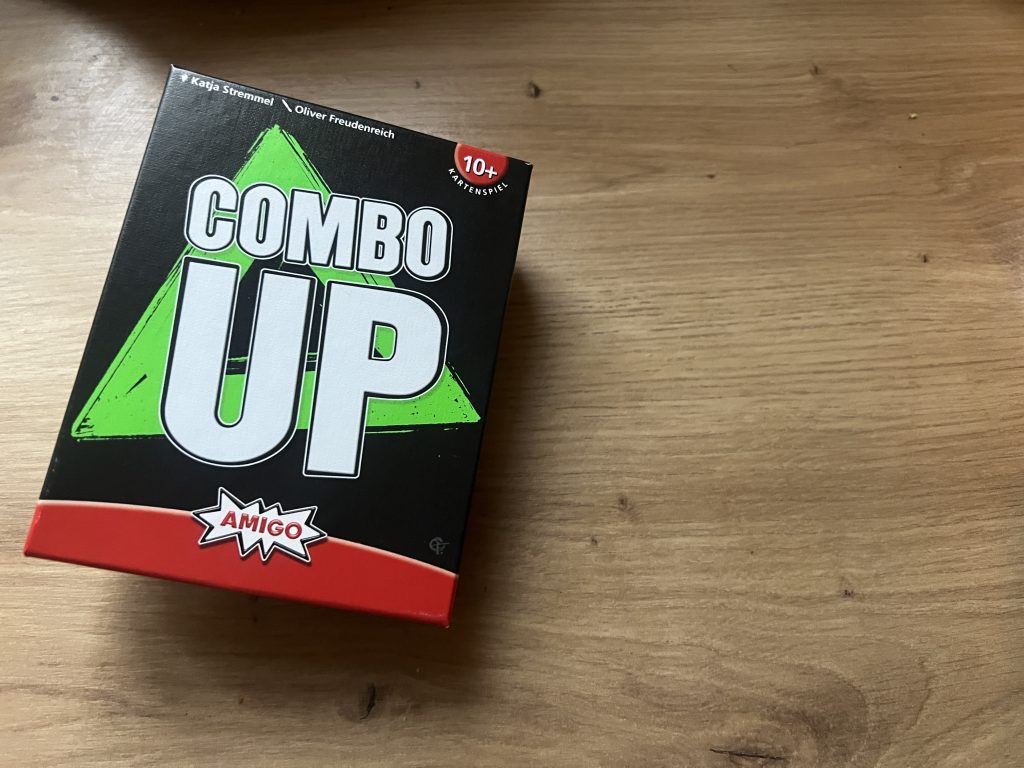 Katja Stremmel Oliver Freudenreich
10+
KARTENSPIEL
COMBO
UP
AMIGO